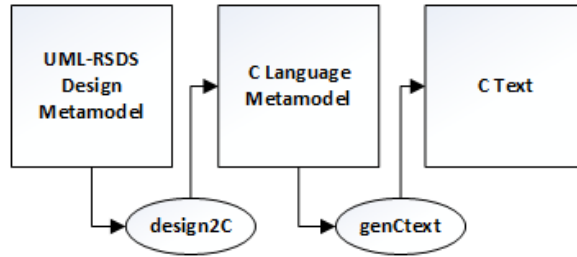 UML-RSDS
Design
Metamodel
C Language
Metamodel
C Text
design2C
genCtext